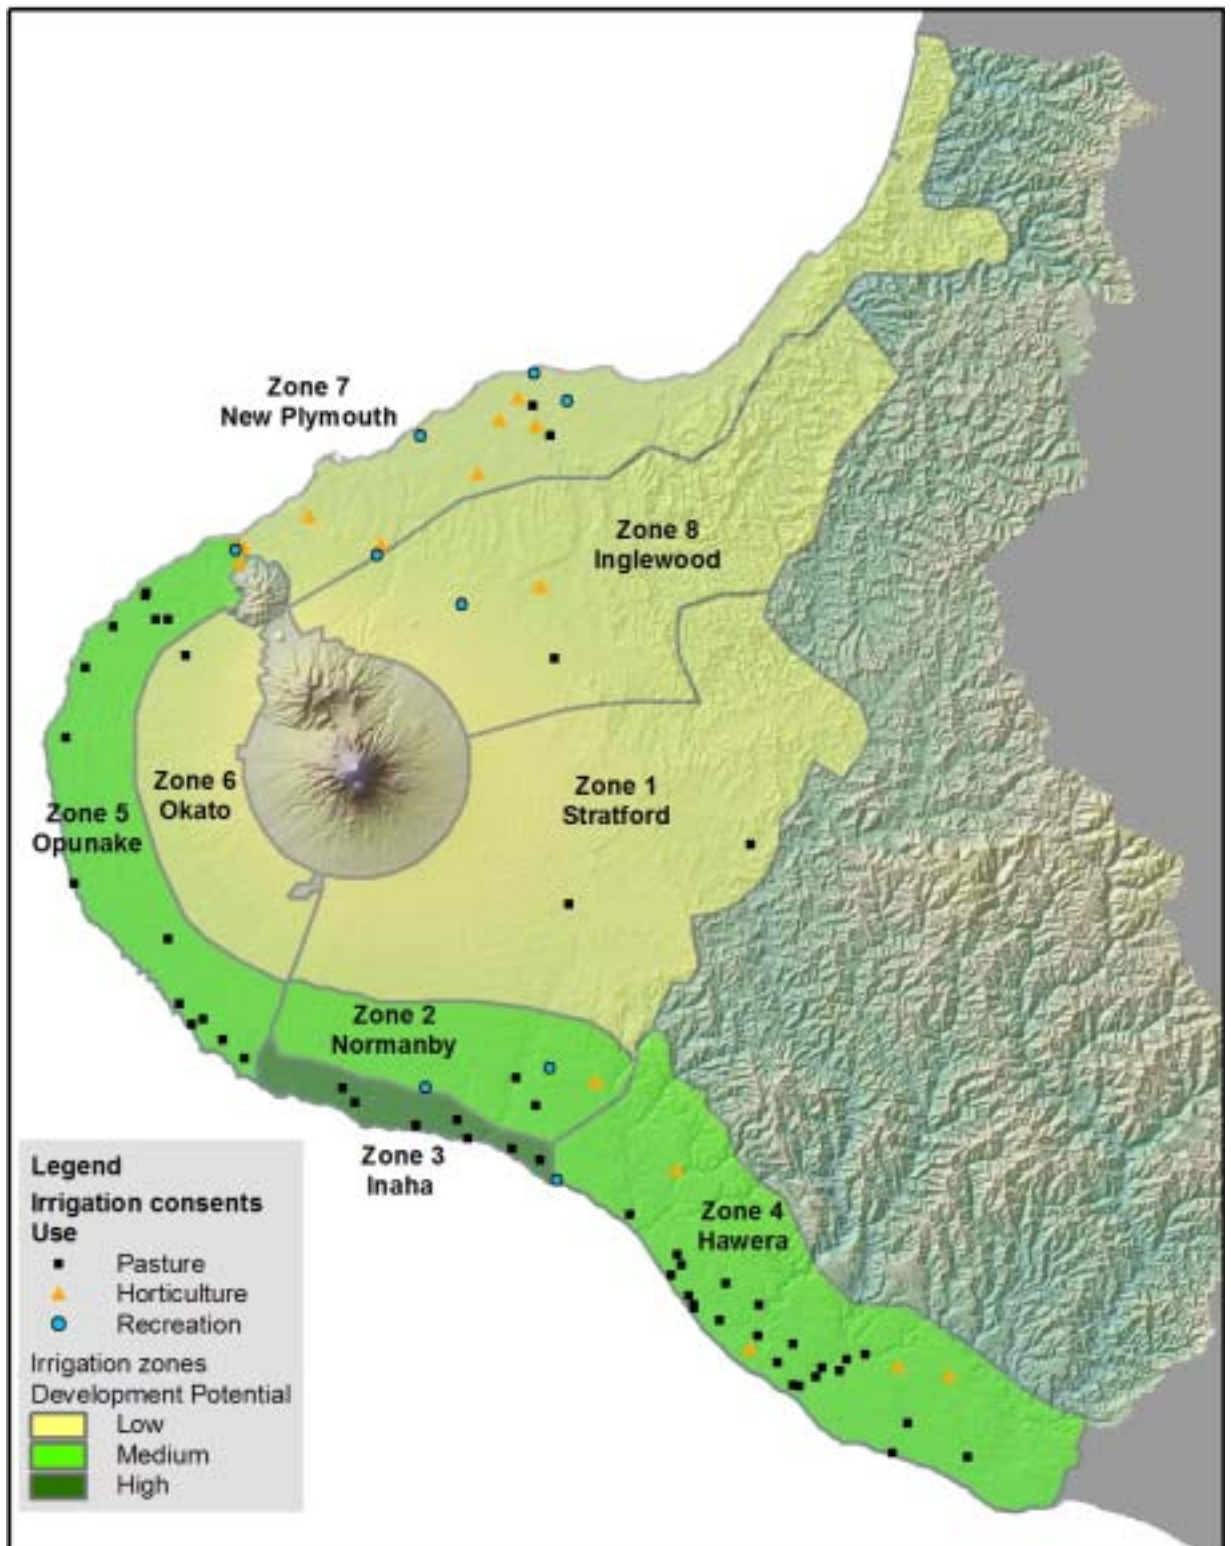 Zone 7
New Plymouth
Zone 8
Inglewood
Zone 6
Okato
Zone 1
Stratford
Zone 5
Opunake
Zone 2
Normanby
Zone 3
Inaha
Zone 4
Hawera
Legend
Irrigation consents
Use
Pasture
Horticulture
Recreation
Irrigation zones
Development Potential
Low
Medium
High